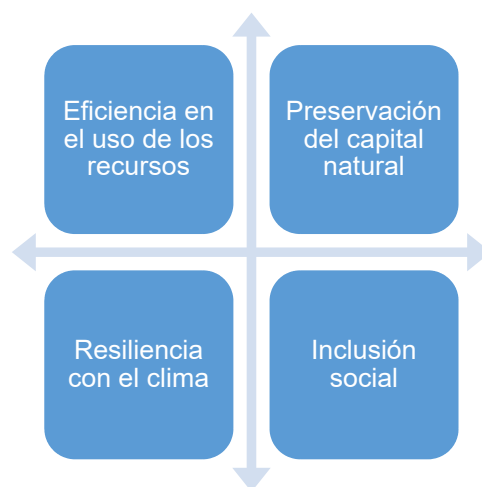 Eficiencia en
el uso de los
recursos
Preservación
del capital
natural
Resiliencia
con el clima
Inclusión
social